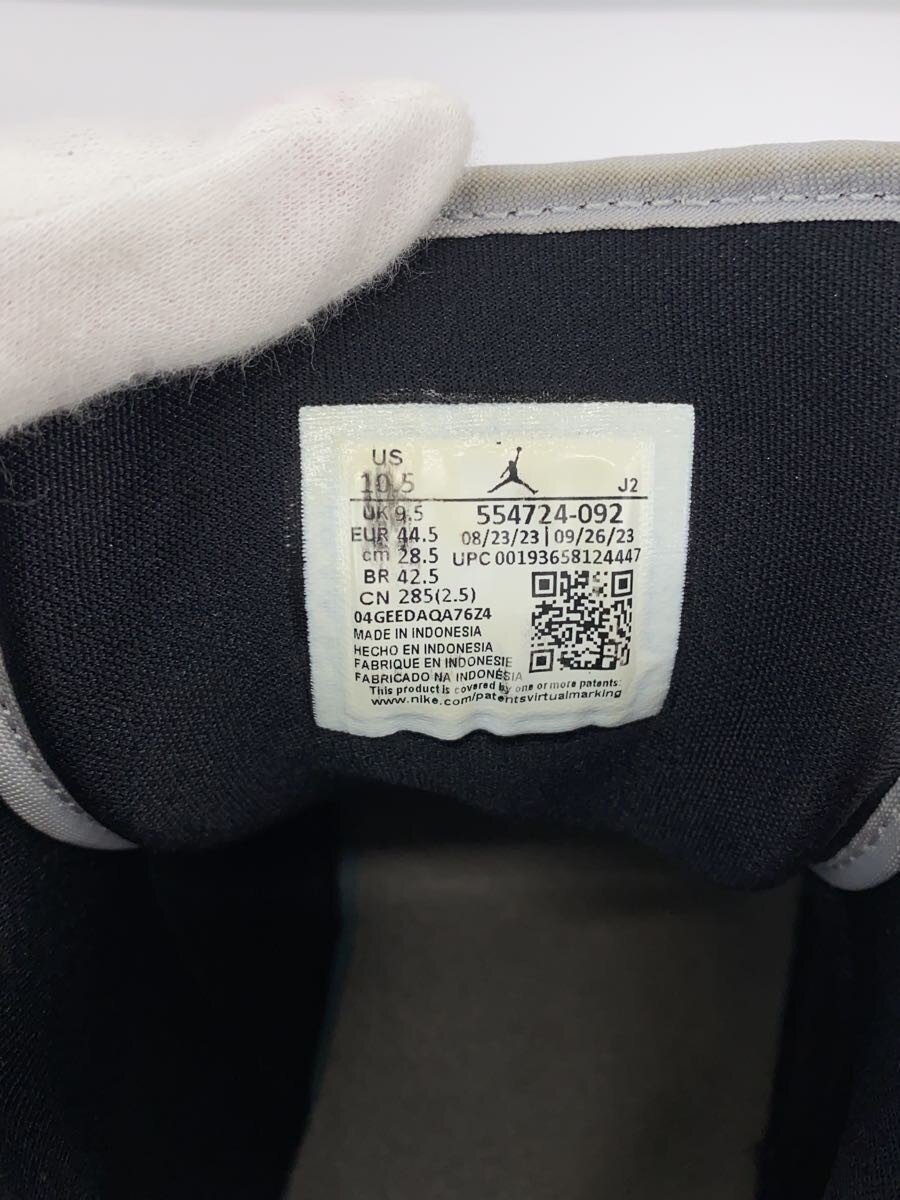 US
10.5
J2
UK 9.5
554724-092
EUR 44.5
08/23/23 | 09/26/23
cm 28.5
UPC 00193658124447
BR 42.5
CN 285(2.5)
04GEEDAQA76Z4
MADE IN INDONESIA
HECHO EN INDONESIA
FABRIQUE EN INDONESIE
FABRICADO NA INDONÉSIA
This product is covered by one or more patents:
www.nike.com/patentsvirtualmarking